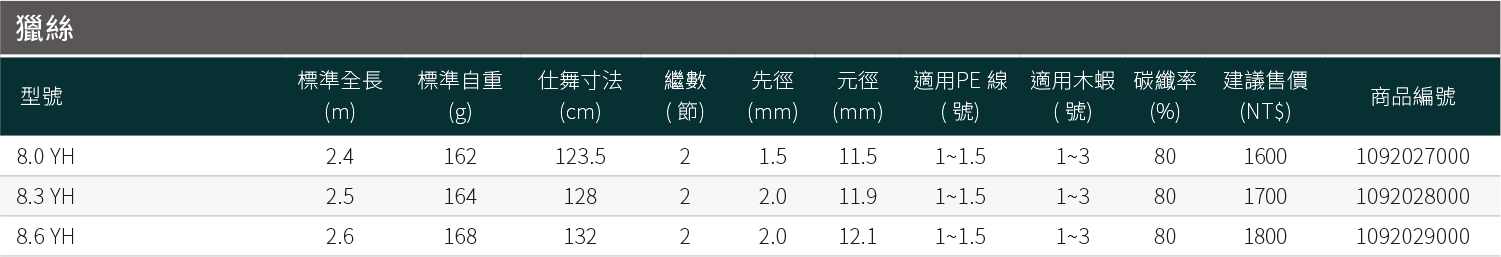 獵絲
型號 標準全長 (m) 標準自重 (g) 仕舞寸法 (cm) 繼數 ( 節) 先徑 (mm) 元徑 (mm) 適用PE 線 ( 號) 適用木蝦 ( 號) 碳纖率 (%) 建議售價 (NT$) 商品編號
8.0 YH 2.4 162 123.5 2 1.5 11.5 1~1.5 1~3 80 1600 1092027000
8.3 YH 2.5 164 128 2 2.0 11.9 1~1.5 1~3 80 1700 1092028000
8.6 YH 2.6 168 132 2 2.0 12.1 1~1.5 1~3 80 1800 1092029000